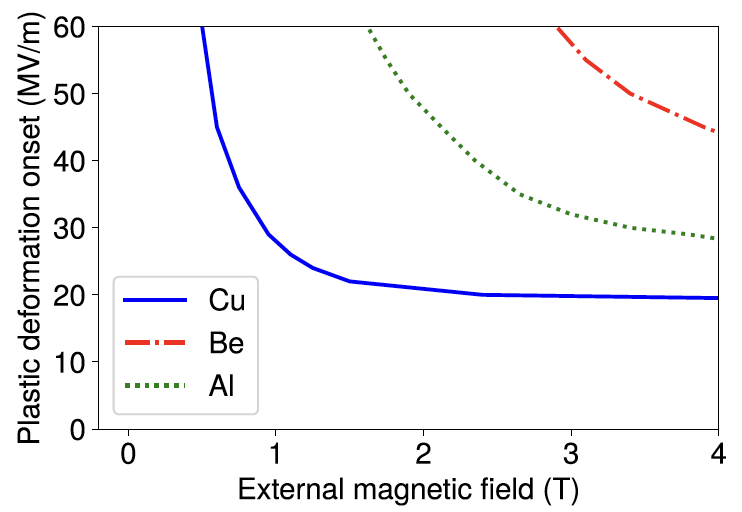 Plastic deformation onset (MV/m)
60
50
40
30
20
10
0
Cu
Be
Al
0 1 2 3 4
External magnetic field (T)